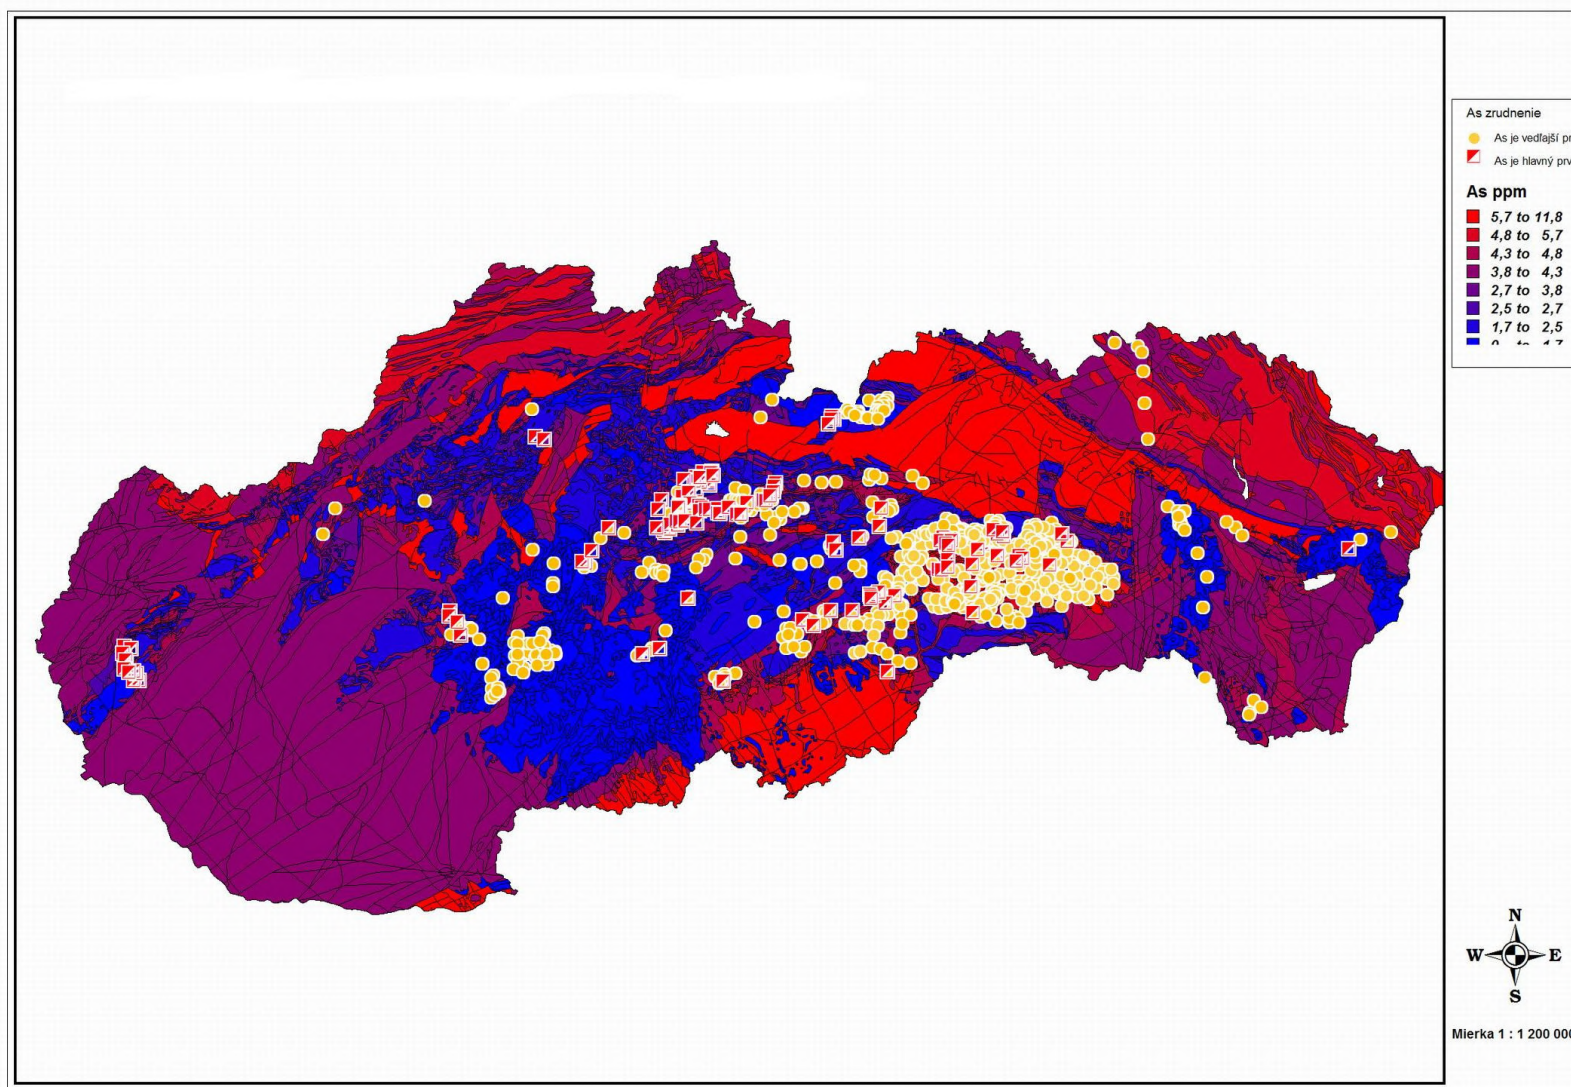 As zrudnenie
As je vedľajší
As je hlavný
As ppm
5,7 to 11,8
4,8 to 5,7
4,3 to 4,8
3,8 to 4,3
2,7 to 3,8
2,5 to 2,7
1,7 to 2,5
N
W E
S
Mierka 1 : 1 200 000